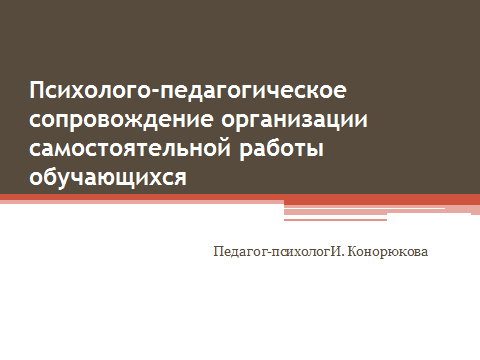 Психолого-педагогическое
сопровождение организации
самостоятельной работы
обучающихся
Педагог-психологИ. Конорюкова